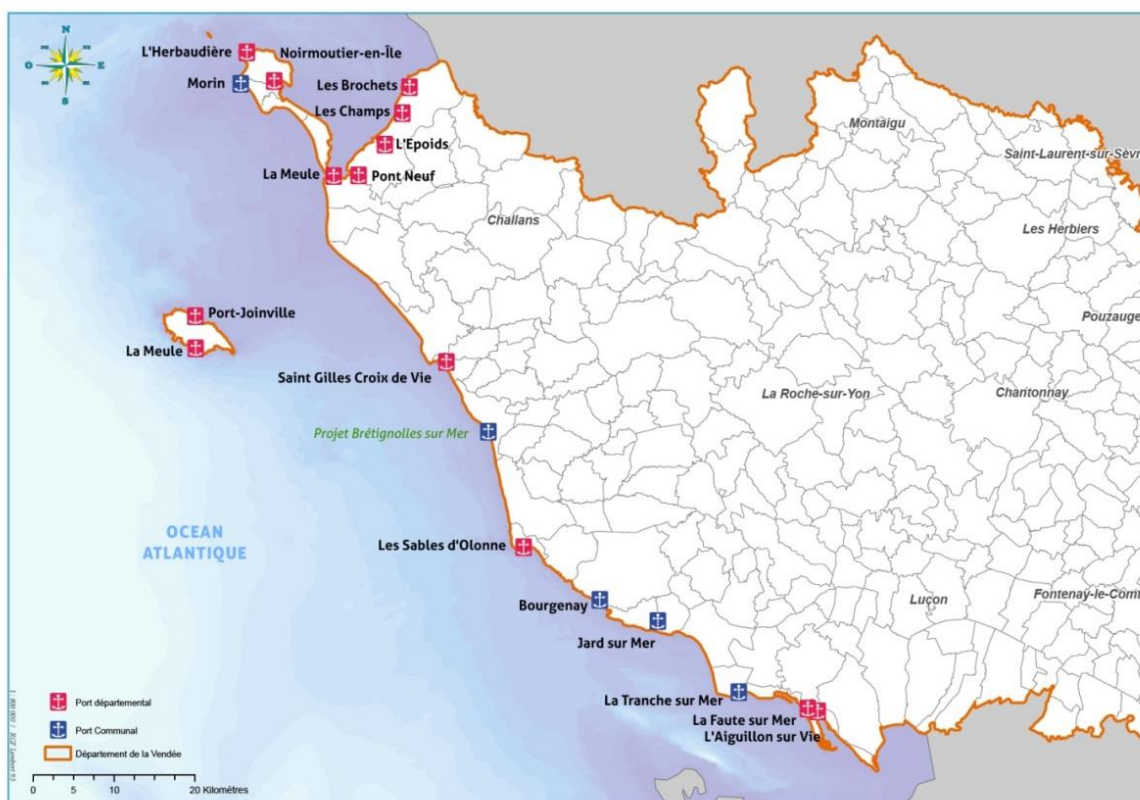 N
O
E
S
L'Herbaudière
Noirmoutier-en-Île
Morin
Les Brochets
Les Champs
L'Epoids
La Meule
Pont Neuf
Montaigu
Saint-Laurent-sur-Sèvr
Challans
Les Herbiers
Port-Joinville
Pouzauge
La Meule
Saint Gilles Croix de Vie
La Roche-sur-Yon
Chantonnay
Projet Brétignolles sur Mer
OCEAN
ATLANTIQUE
Les Sables d'Olonne
Bourgenay
Luçon
Fontenay-le-Comt
Jard sur Mer
La Tranche sur Mer
La Faute sur Mer
L'Aiguillon sur Vie
Port départemental
Port Communal
Département de la Vendée
0 5 10 20 Kilomètres